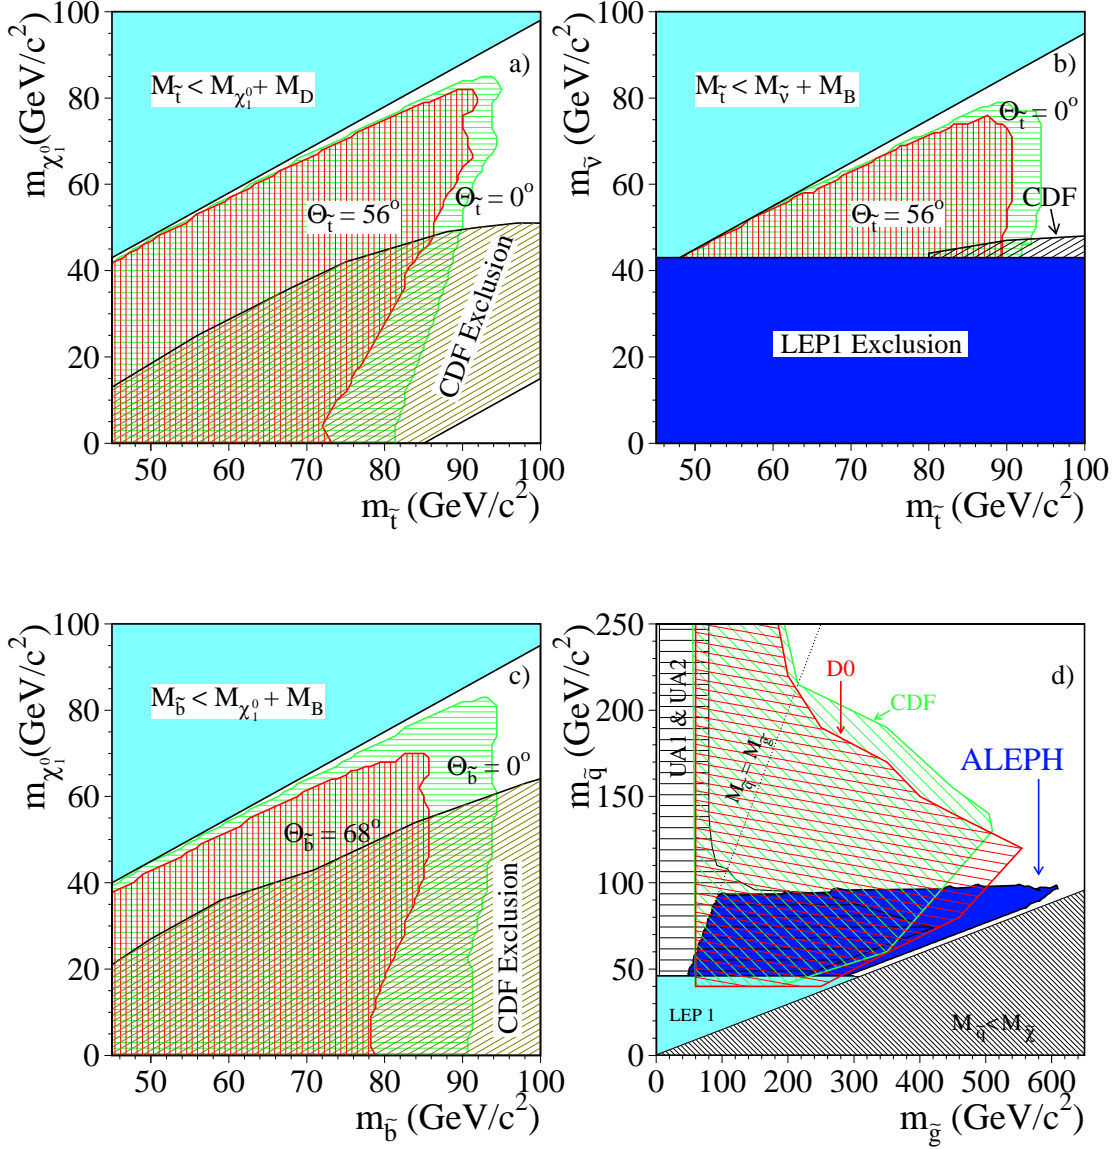 m_χ̃₁⁰ (GeV/c²)
100
80
60
40
20
0
M_t̃ < M_χ₁⁰ + M_D
a)
Θ_t̃ = 56°
Θ_t̃ = 0°
CDF Exclusion
50 60 70 80 90 100
m_t̃ (GeV/c²)
m_ν̃ (GeV/c²)
100
80
60
40
20
0
M_t̃ < M_ν̃ + M_B
b)
Θ_t̃ = 0°
Θ_t̃ = 56°
CDF
LEP1 Exclusion
50 60 70 80 90 100
m_t̃ (GeV/c²)
m_χ₁⁰ (GeV/c²)
100
80
60
40
20
0
M_b̃ < M_χ₁⁰ + M_B
c)
Θ_b̃ = 0°
Θ_b̃ = 68°
CDF Exclusion
50 60 70 80 90 100
m_b̃ (GeV/c²)
m_q̃ (GeV/c²)
250
200
150
100
50
0
UA1 & UA2
M_q̃ = M_g̃
D0
CDF
d)
ALEPH
LEP 1
M_q̃ < M_χ̃
0 100 200 300 400 500 600
m_g̃ (GeV/c²)